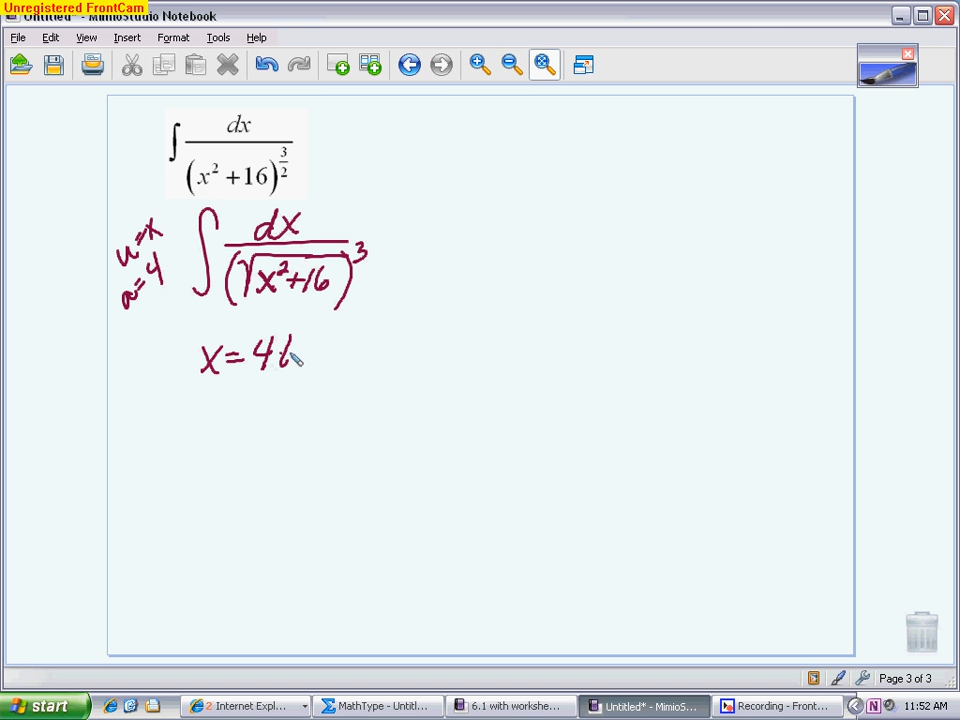 Unregistered FrontCam
Untitled* - MimioStudio Notebook
File Edit View Insert Format Tools Help
∫ dx / (x² + 16)^(3/2)
u = x
a = 4
∫ dx / (√(x² + 16))³
x = 4t
Page 3 of 3
start
2 Internet Expl...
MathType - Untitl...
6.1 with workshe...
Untitled* - MimioS...
Recording - Front...
N
11:52 AM